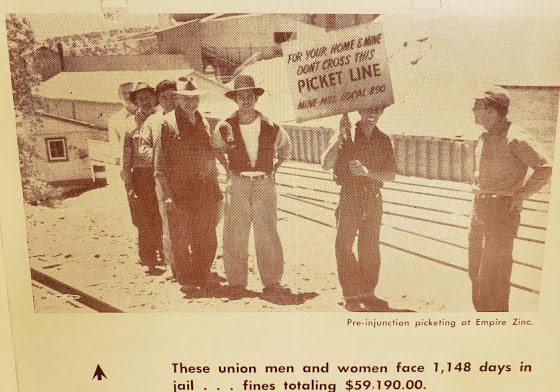 FOR YOUR HOME & MINE
DON'T CROSS THIS
PICKET LINE
MINE-MILL LOCAL 890
Pre-injunction picketing at Empire Zinc.
These union men and women face 1,148 days in
jail . . . fines totaling $59,190.00.